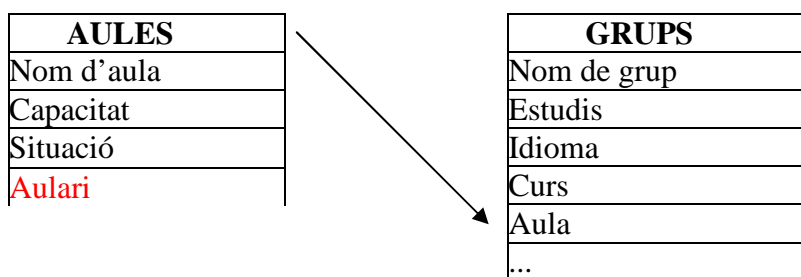 AULES
Nom d’aula
Capacitat
Situació
Aulari
GRUPS
Nom de grup
Estudis
Idioma
Curs
Aula
...